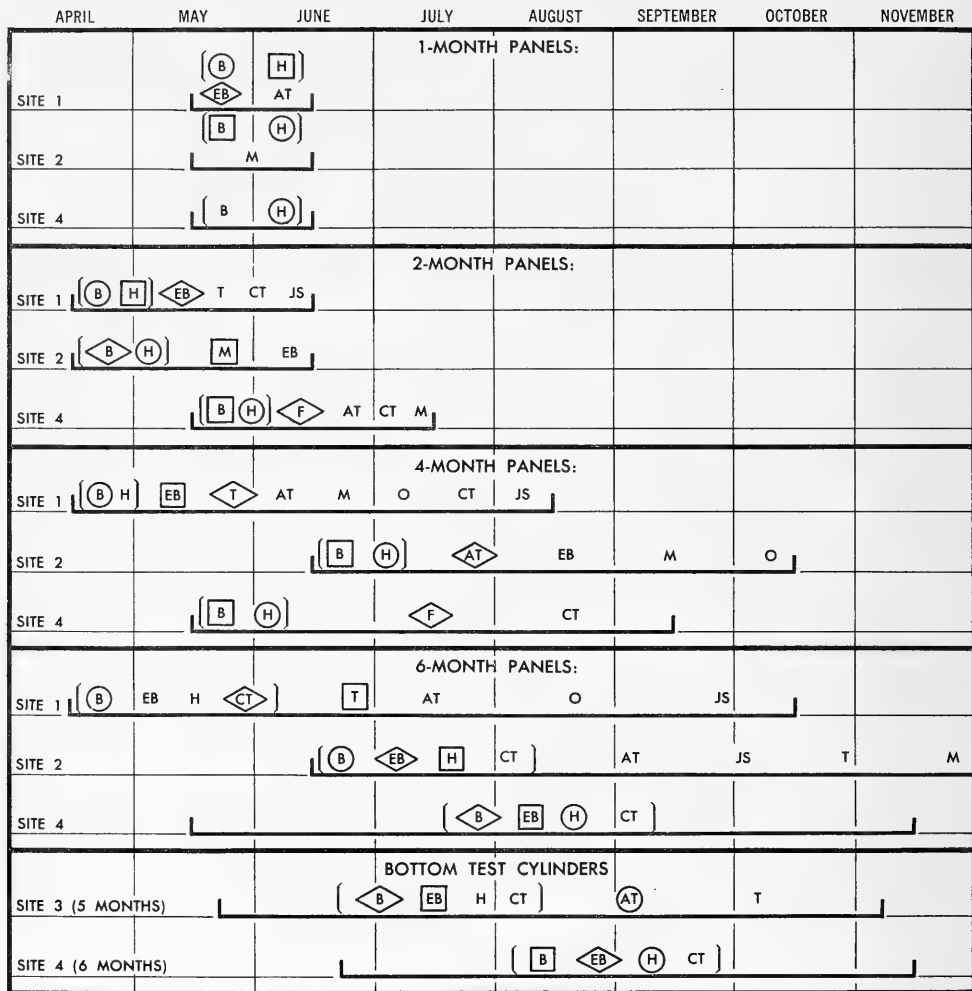 APRIL MAY JUNE JULY AUGUST SEPTEMBER OCTOBER NOVEMBER
1-MONTH PANELS:
B H
SITE 1 EB AT
B H
SITE 2 M
SITE 4 B H
2-MONTH PANELS:
SITE 1 B H EB T CT JS
SITE 2 B H M EB
SITE 4 B H F AT CT M
4-MONTH PANELS:
SITE 1 B H EB T AT M O CT JS
SITE 2 B H AT EB M O
SITE 4 B H F CT
6-MONTH PANELS:
SITE 1 B EB H CT T AT O JS
SITE 2 B EB H CT AT JS T M
SITE 4 B EB H CT
BOTTOM TEST CYLINDERS
SITE 3 (5 MONTHS) B EB H CT AT T
SITE 4 (6 MONTHS) B EB H CT